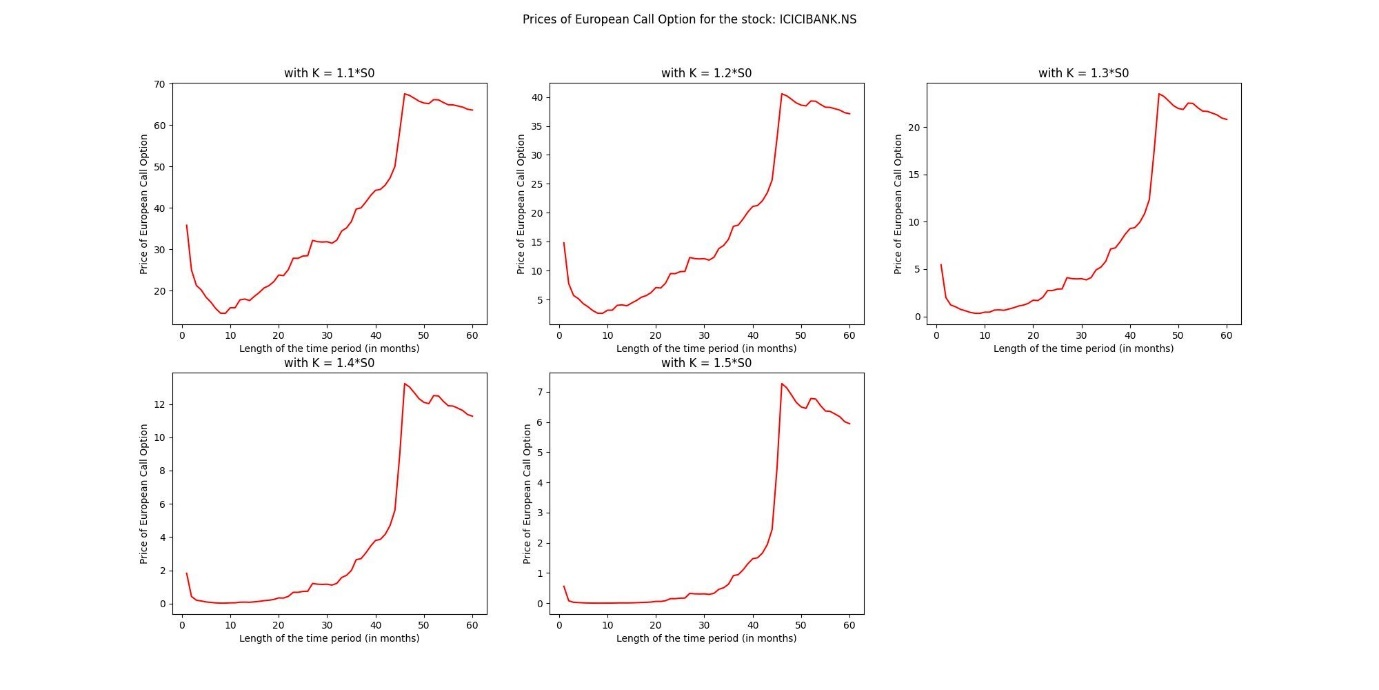 Prices of European Call Option for the stock: ICICIBANK.NS
with K = 1.1*S0
Price of European Call Option
70
60
50
40
30
20
0 10 20 30 40 50 60
Length of the time period (in months)
with K = 1.2*S0
Price of European Call Option
40
35
30
25
20
15
10
5
0 10 20 30 40 50 60
Length of the time period (in months)
with K = 1.3*S0
Price of European Call Option
20
15
10
5
0
0 10 20 30 40 50 60
Length of the time period (in months)
with K = 1.4*S0
Price of European Call Option
12
10
8
6
4
2
0
0 10 20 30 40 50 60
Length of the time period (in months)
with K = 1.5*S0
Price of European Call Option
7
6
5
4
3
2
1
0
0 10 20 30 40 50 60
Length of the time period (in months)